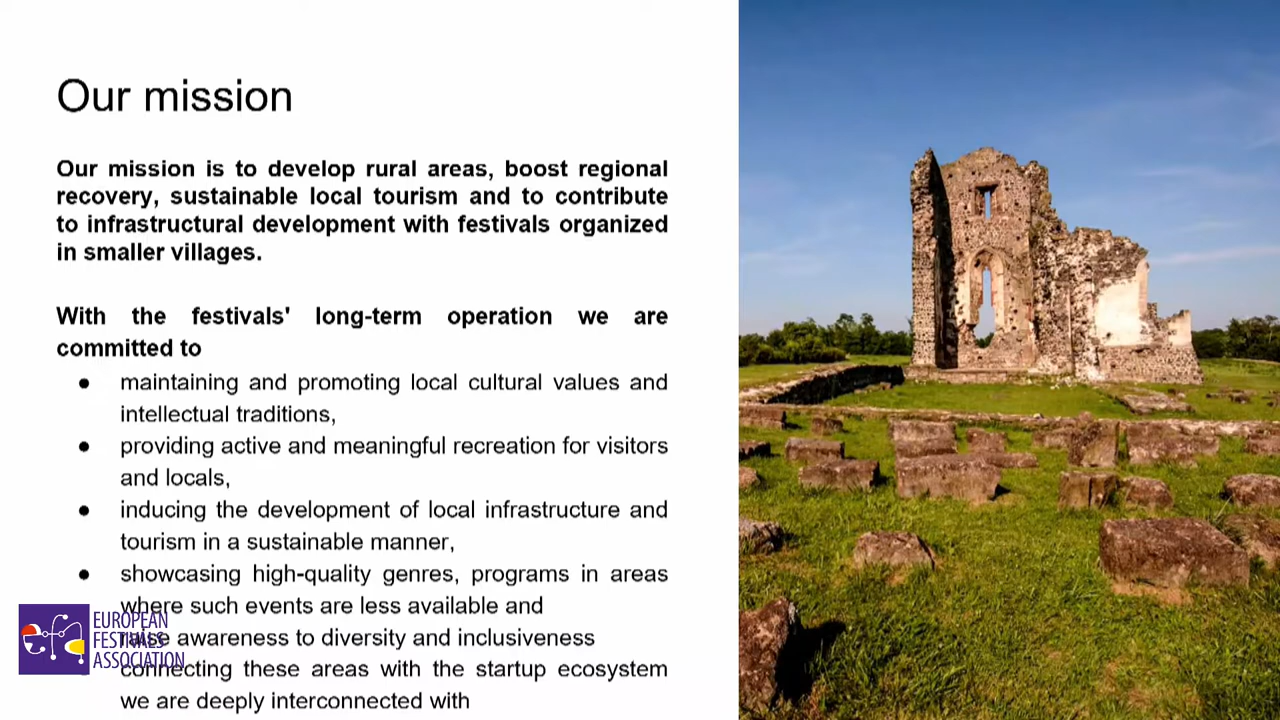 Our mission
Our mission is to develop rural areas, boost regional
recovery, sustainable local tourism and to contribute
to infrastructural development with festivals organized
in smaller villages.
With the festivals' long-term operation we are
committed to
● maintaining and promoting local cultural values and
intellectual traditions,
● providing active and meaningful recreation for visitors
and locals,
● inducing the development of local infrastructure and
tourism in a sustainable manner,
● showcasing high-quality genres, programs in areas
where such events are less available and
raise awareness to diversity and inclusiveness
connecting these areas with the startup ecosystem
we are deeply interconnected with
EUROPEAN
FESTIVALS
ASSOCIATION